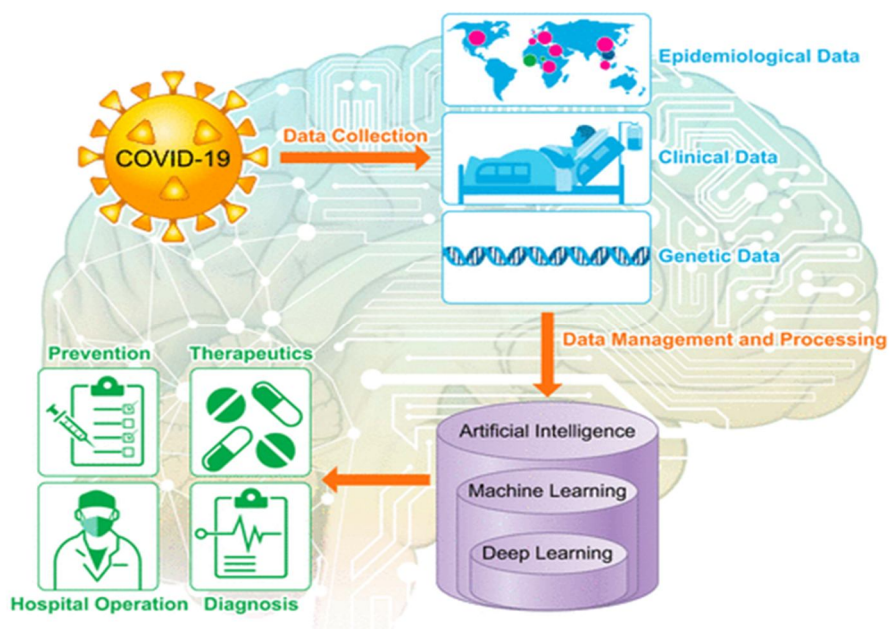 COVID-19
Data Collection
Epidemiological Data
Clinical Data
Genetic Data
Data Management and Processing
Artificial Intelligence
Machine Learning
Deep Learning
Prevention
Therapeutics
Hospital Operation
Diagnosis